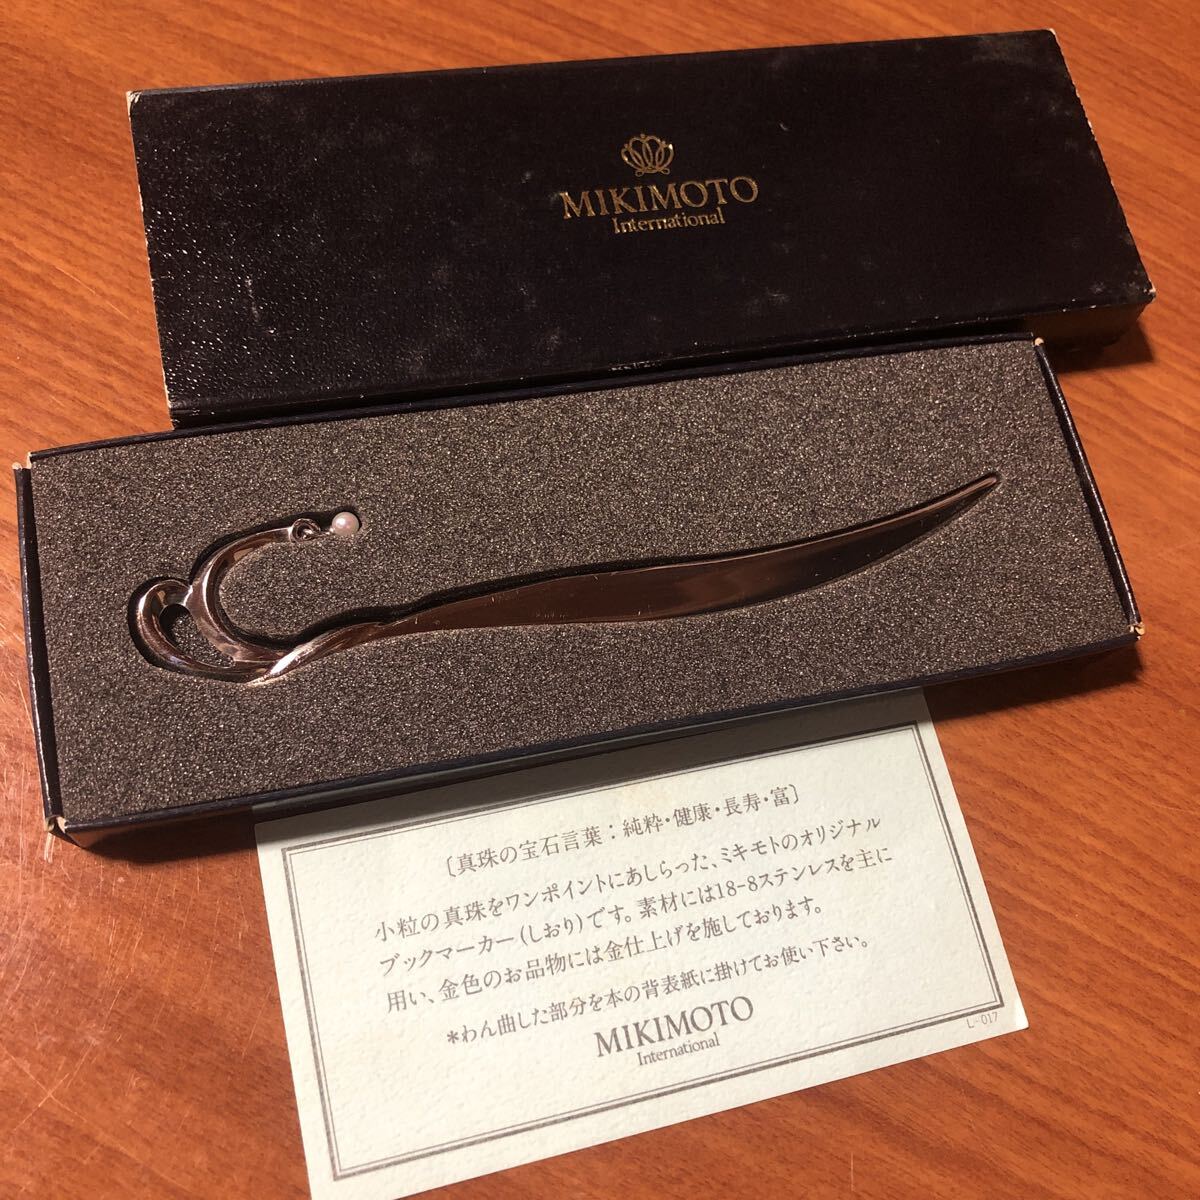 MIKIMOTO
International
〔真珠の宝石言葉：純粋・健康・長寿・富〕
小粒の真珠をワンポイントにあしらった、ミキモトのオリジナル
ブックマーカー(しおり)です。素材には18-8ステンレスを主に
用い、金色のお品物には金仕上げを施しております。
*わん曲した部分を本の背表紙に掛けてお使い下さい。
MIKIMOTO
International
L-017